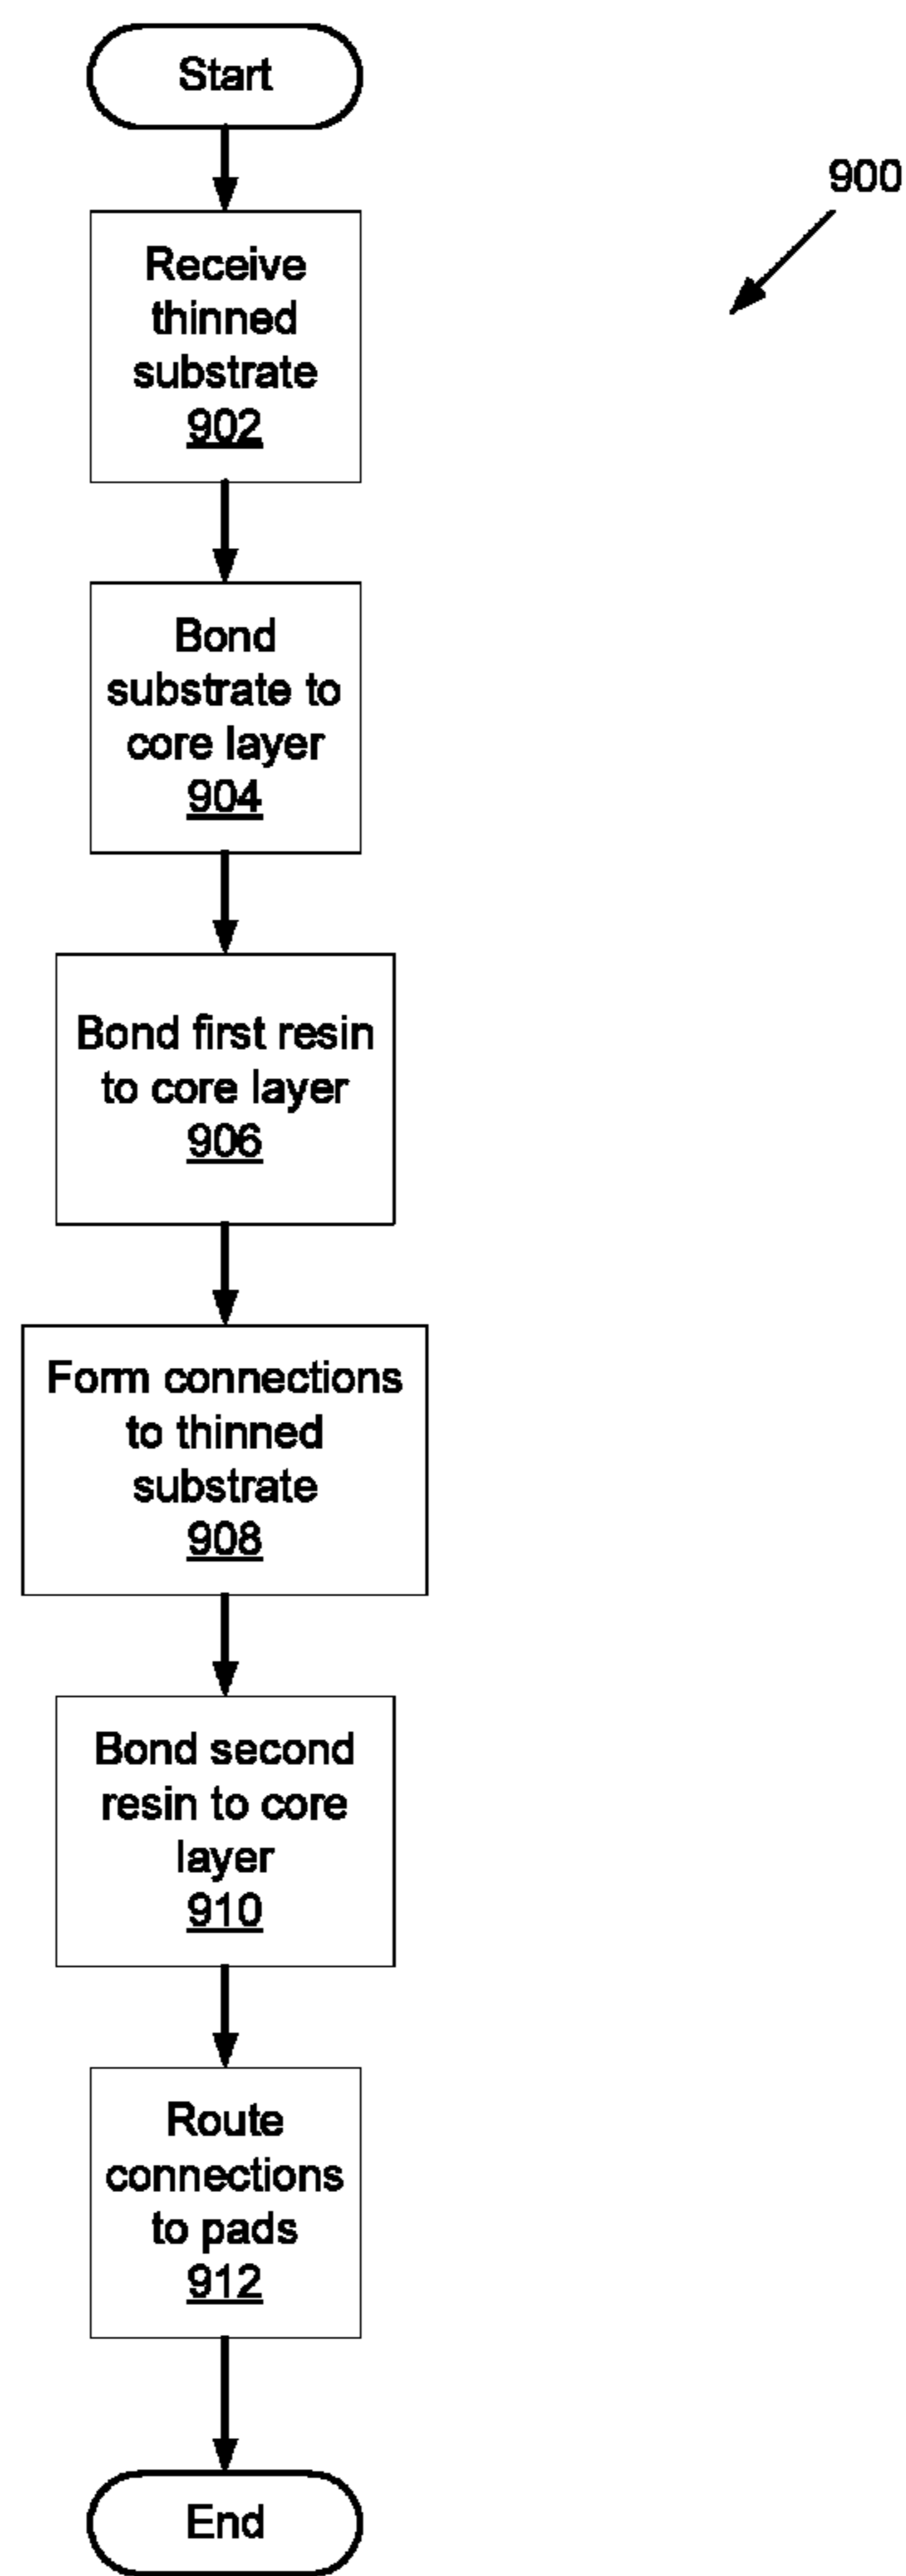 Start
900
Receive
thinned
substrate
902
Bond
substrate to
core layer
904
Bond first resin
to core layer
906
Form connections
to thinned
substrate
908
Bond second
resin to core
layer
910
Route
connections
to pads
912
End